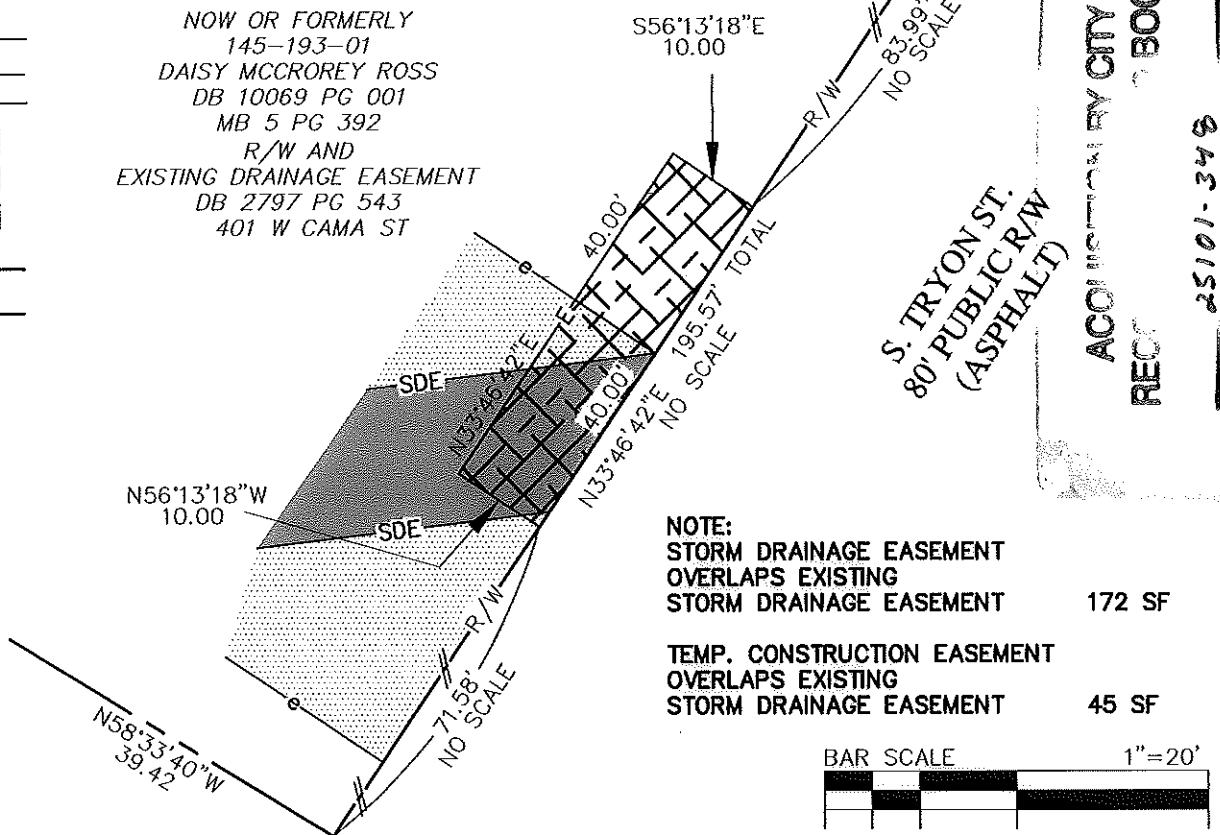 NOW OR FORMERLY
145-193-01
DAISY MCCROREY ROSS
DB 10069 PG 001
MB 5 PG 392
R/W AND
EXISTING DRAINAGE EASEMENT
DB 2797 PG 543
401 W CAMA ST
S56°13'18"E
10.00
83.99'
NO SCALE
R/W
40.00'
195.57' TOTAL
NO SCALE
e
E
N33°46'42"E
40.00'
N33°46'42"E
SDE
SDE
N56°13'18"W
10.00
R/W
71.58'
NO SCALE
e
N58°33'40"W
39.42
S. TRYON ST.
80' PUBLIC R/W
(ASPHALT)
BY CITY
25101-348
NOTE:
STORM DRAINAGE EASEMENT
OVERLAPS EXISTING
STORM DRAINAGE EASEMENT 172 SF
TEMP. CONSTRUCTION EASEMENT
OVERLAPS EXISTING
STORM DRAINAGE EASEMENT 45 SF
BAR SCALE 1"=20'